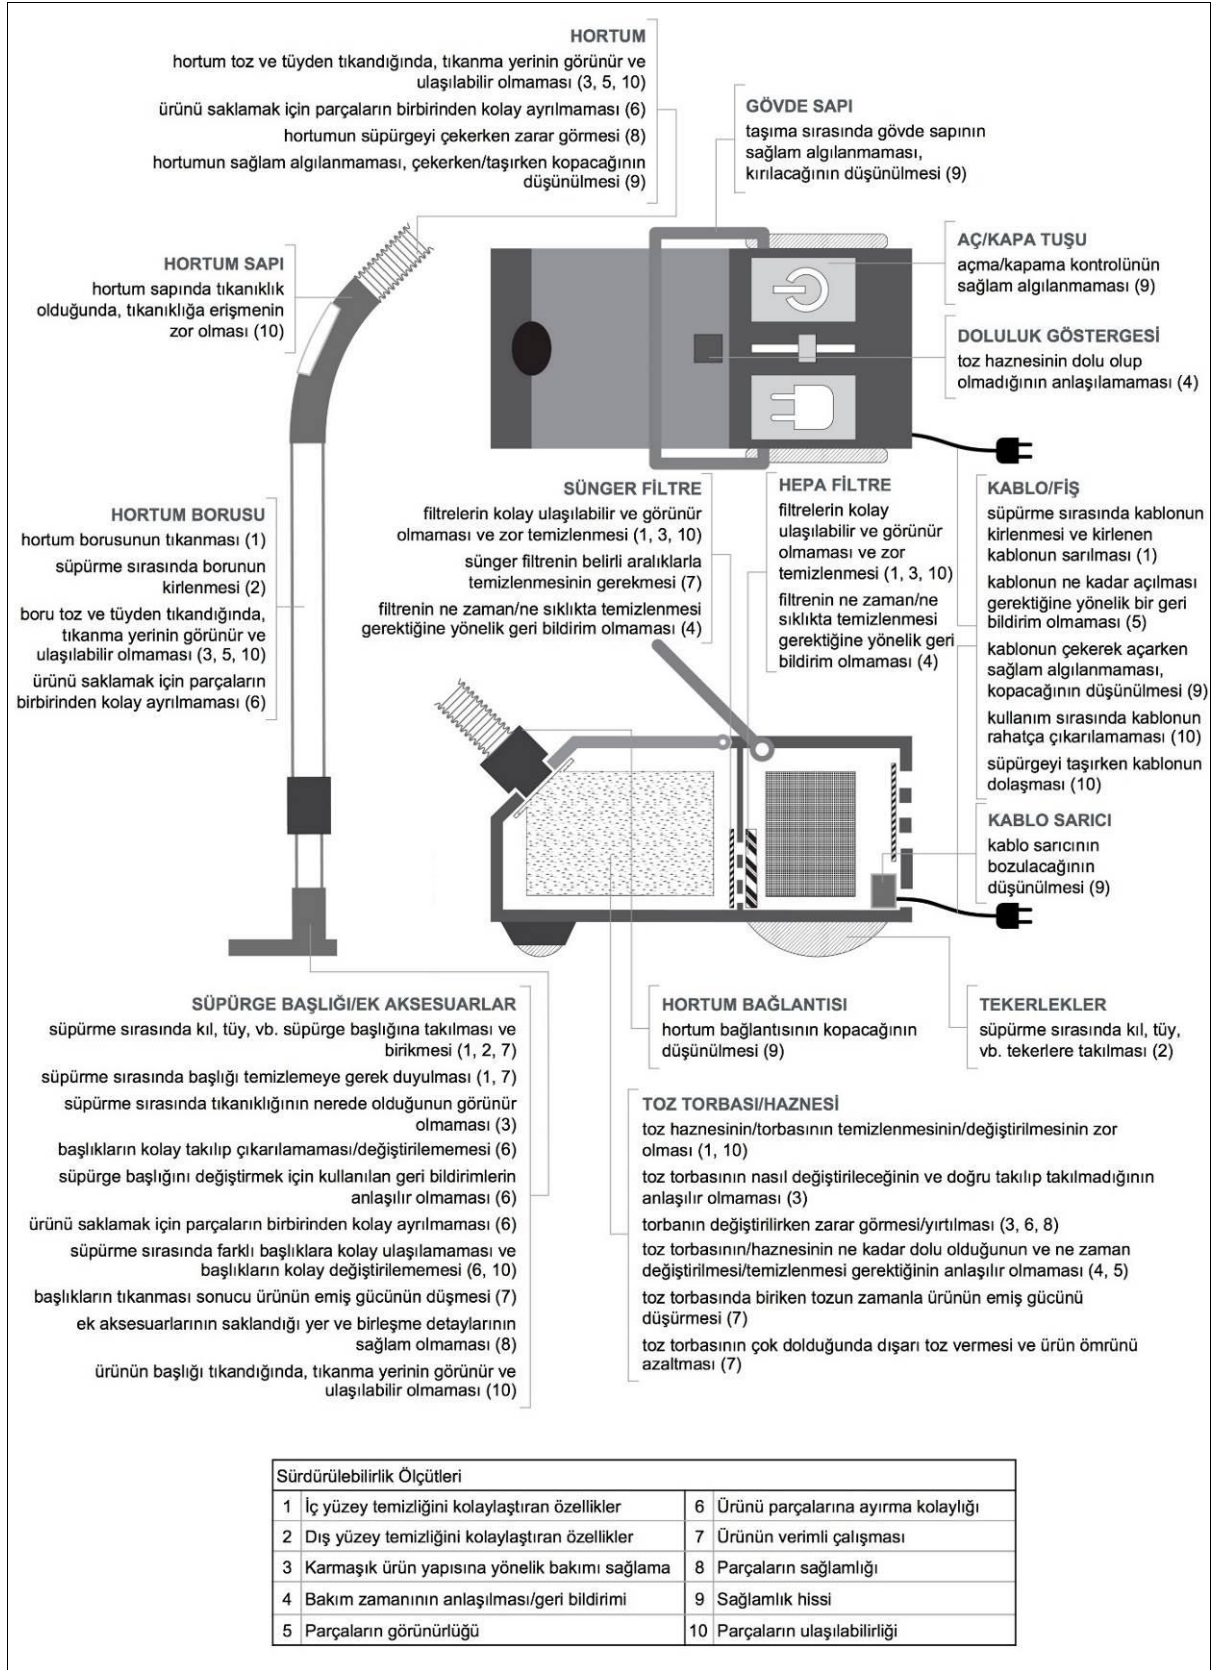 HORTUM
hortum toz ve tüyden tıkandığında, tıkanma yerinin görünür ve
ulaşılabilir olmaması (3, 5, 10)
ürünü saklamak için parçaların birbirinden kolay ayrılmaması (6)
hortumun süpürgeyi çekerken zarar görmesi (8)
hortumun sağlam algılanmaması, çekerken/taşırken kopacağının
düşünülmesi (9)
GÖVDE SAPI
taşıma sırasında gövde sapının
sağlam algılanmaması,
kırılacağının düşünülmesi (9)
HORTUM SAPI
hortum sapında tıkanıklık
olduğunda, tıkanıklığa erişmenin
zor olması (10)
AÇ/KAPA TUŞU
açma/kapama kontrolünün
sağlam algılanmaması (9)
DOLULUK GÖSTERGESİ
toz haznesinin dolu olup
olmadığının anlaşılamaması (4)
HORTUM BORUSU
hortum borusunun tıkanması (1)
süpürme sırasında borunun
kirlenmesi (2)
boru toz ve tüyden tıkandığında,
tıkanma yerinin görünür ve
ulaşılabilir olmaması (3, 5, 10)
ürünü saklamak için parçaların
birbirinden kolay ayrılmaması (6)
SÜNGER FİLTRE
filtrelerin kolay ulaşılabilir ve görünür
olmaması ve zor temizlenmesi (1, 3, 10)
sünger filtrenin belirli aralıklarla
temizlenmesinin gerekmesi (7)
filtrenin ne zaman/ne sıklıkta temizlenmesi
gerektiğine yönelik geri bildirim olmaması (4)
HEPA FİLTRE
filtrelerin kolay
ulaşılabilir ve görünür
olmaması ve zor
temizlenmesi (1, 3, 10)
filtrenin ne zaman/ne
sıklıkta temizlenmesi
gerektiğine yönelik geri
bildirim olmaması (4)
KABLO/FİŞ
süpürme sırasında kablonun
kirlenmesi ve kirlenen
kablonun sarılması (1)
kablonun ne kadar açılması
gerektiğine yönelik bir geri
bildirim olmaması (5)
kablonun çekerek açarken
sağlam algılanmaması,
kopacağının düşünülmesi (9)
kullanım sırasında kablonun
rahatça çıkarılamaması (10)
süpürgeyi taşırken kablonun
dolaşması (10)
KABLO SARICI
kablo sarıcının
bozulacağının
düşünülmesi (9)
SÜPÜRGE BAŞLIĞI/EK AKSESUARLAR
süpürme sırasında kıl, tüy, vb. süpürge başlığına takılması ve
birikmesi (1, 2, 7)
süpürme sırasında başlığı temizlemeye gerek duyulması (1, 7)
süpürme sırasında tıkanıklığının nerede olduğunun görünür
olmaması (3)
başlıkların kolay takılıp çıkarılamaması/değiştirilememesi (6)
süpürge başlığını değiştirmek için kullanılan geri bildirimlerin
anlaşılır olmaması (6)
ürünü saklamak için parçaların birbirinden kolay ayrılmaması (6)
süpürme sırasında farklı başlıklara kolay ulaşılamaması ve
başlıkların kolay değiştirilememesi (6, 10)
başlıkların tıkanması sonucu ürünün emiş gücünün düşmesi (7)
ek aksesuarlarının saklandığı yer ve birleşme detaylarının
sağlam olmaması (8)
ürünün başlığı tıkandığında, tıkanma yerinin görünür ve
ulaşılabilir olmaması (10)
HORTUM BAĞLANTISI
hortum bağlantısının kopacağının
düşünülmesi (9)
TEKERLEKLER
süpürme sırasında kıl, tüy,
vb. tekerlere takılması (2)
TOZ TORBASI/HAZNESİ
toz haznesinin/torbasının temizlenmesinin/değiştirilmesinin zor
olması (1, 10)
toz torbasının nasıl değiştirileceğinin ve doğru takılıp takılmadığının
anlaşılır olmaması (3)
torbanın değiştirilirken zarar görmesi/yırtılması (3, 6, 8)
toz torbasının/haznesinin ne kadar dolu olduğunun ve ne zaman
değiştirilmesi/temizlenmesi gerektiğinin anlaşılır olmaması (4, 5)
toz torbasında biriken tozun zamanla ürünün emiş gücünü
düşürmesi (7)
toz torbasının çok dolduğunda dışarı toz vermesi ve ürün ömrünü
azaltması (7)
Sürdürülebilirlik Ölçütleri
1 İç yüzey temizliğini kolaylaştıran özellikler 6 Ürünü parçalarına ayırma kolaylığı
2 Dış yüzey temizliğini kolaylaştıran özellikler 7 Ürünün verimli çalışması
3 Karmaşık ürün yapısına yönelik bakımı sağlama 8 Parçaların sağlamlığı
4 Bakım zamanının anlaşılması/geri bildirimi 9 Sağlamlık hissi
5 Parçaların görünürlüğü 10 Parçaların ulaşılabilirliği